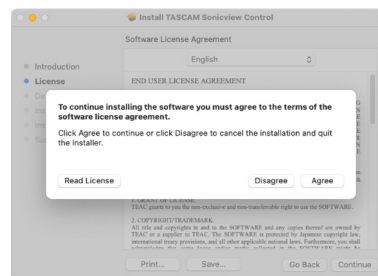 Install TASCAM Sonicview Control
Software License Agreement
English
Introduction
License
END USER LICENSE AGREEMENT
To continue installing the software you must agree to the terms of the
software license agreement.
Click Agree to continue or click Disagree to cancel the installation and quit
the Installer.
Read License
Disagree
Agree
1. GRANT OF LICENSE.
TEAC grants to you the non-exclusive and non-transferable right to use the SOFTWARE.
2. COPYRIGHT/TRADEMARK.
All title and copyrights in and to the SOFTWARE and any copies thereof are owned by
TEAC or a supplier to TEAC. The SOFTWARE is protected by Japanese copyright law,
international treaty provisions, and all other applicable national laws. Furthermore, you shall
Print...
Save...
Go Back
Continue